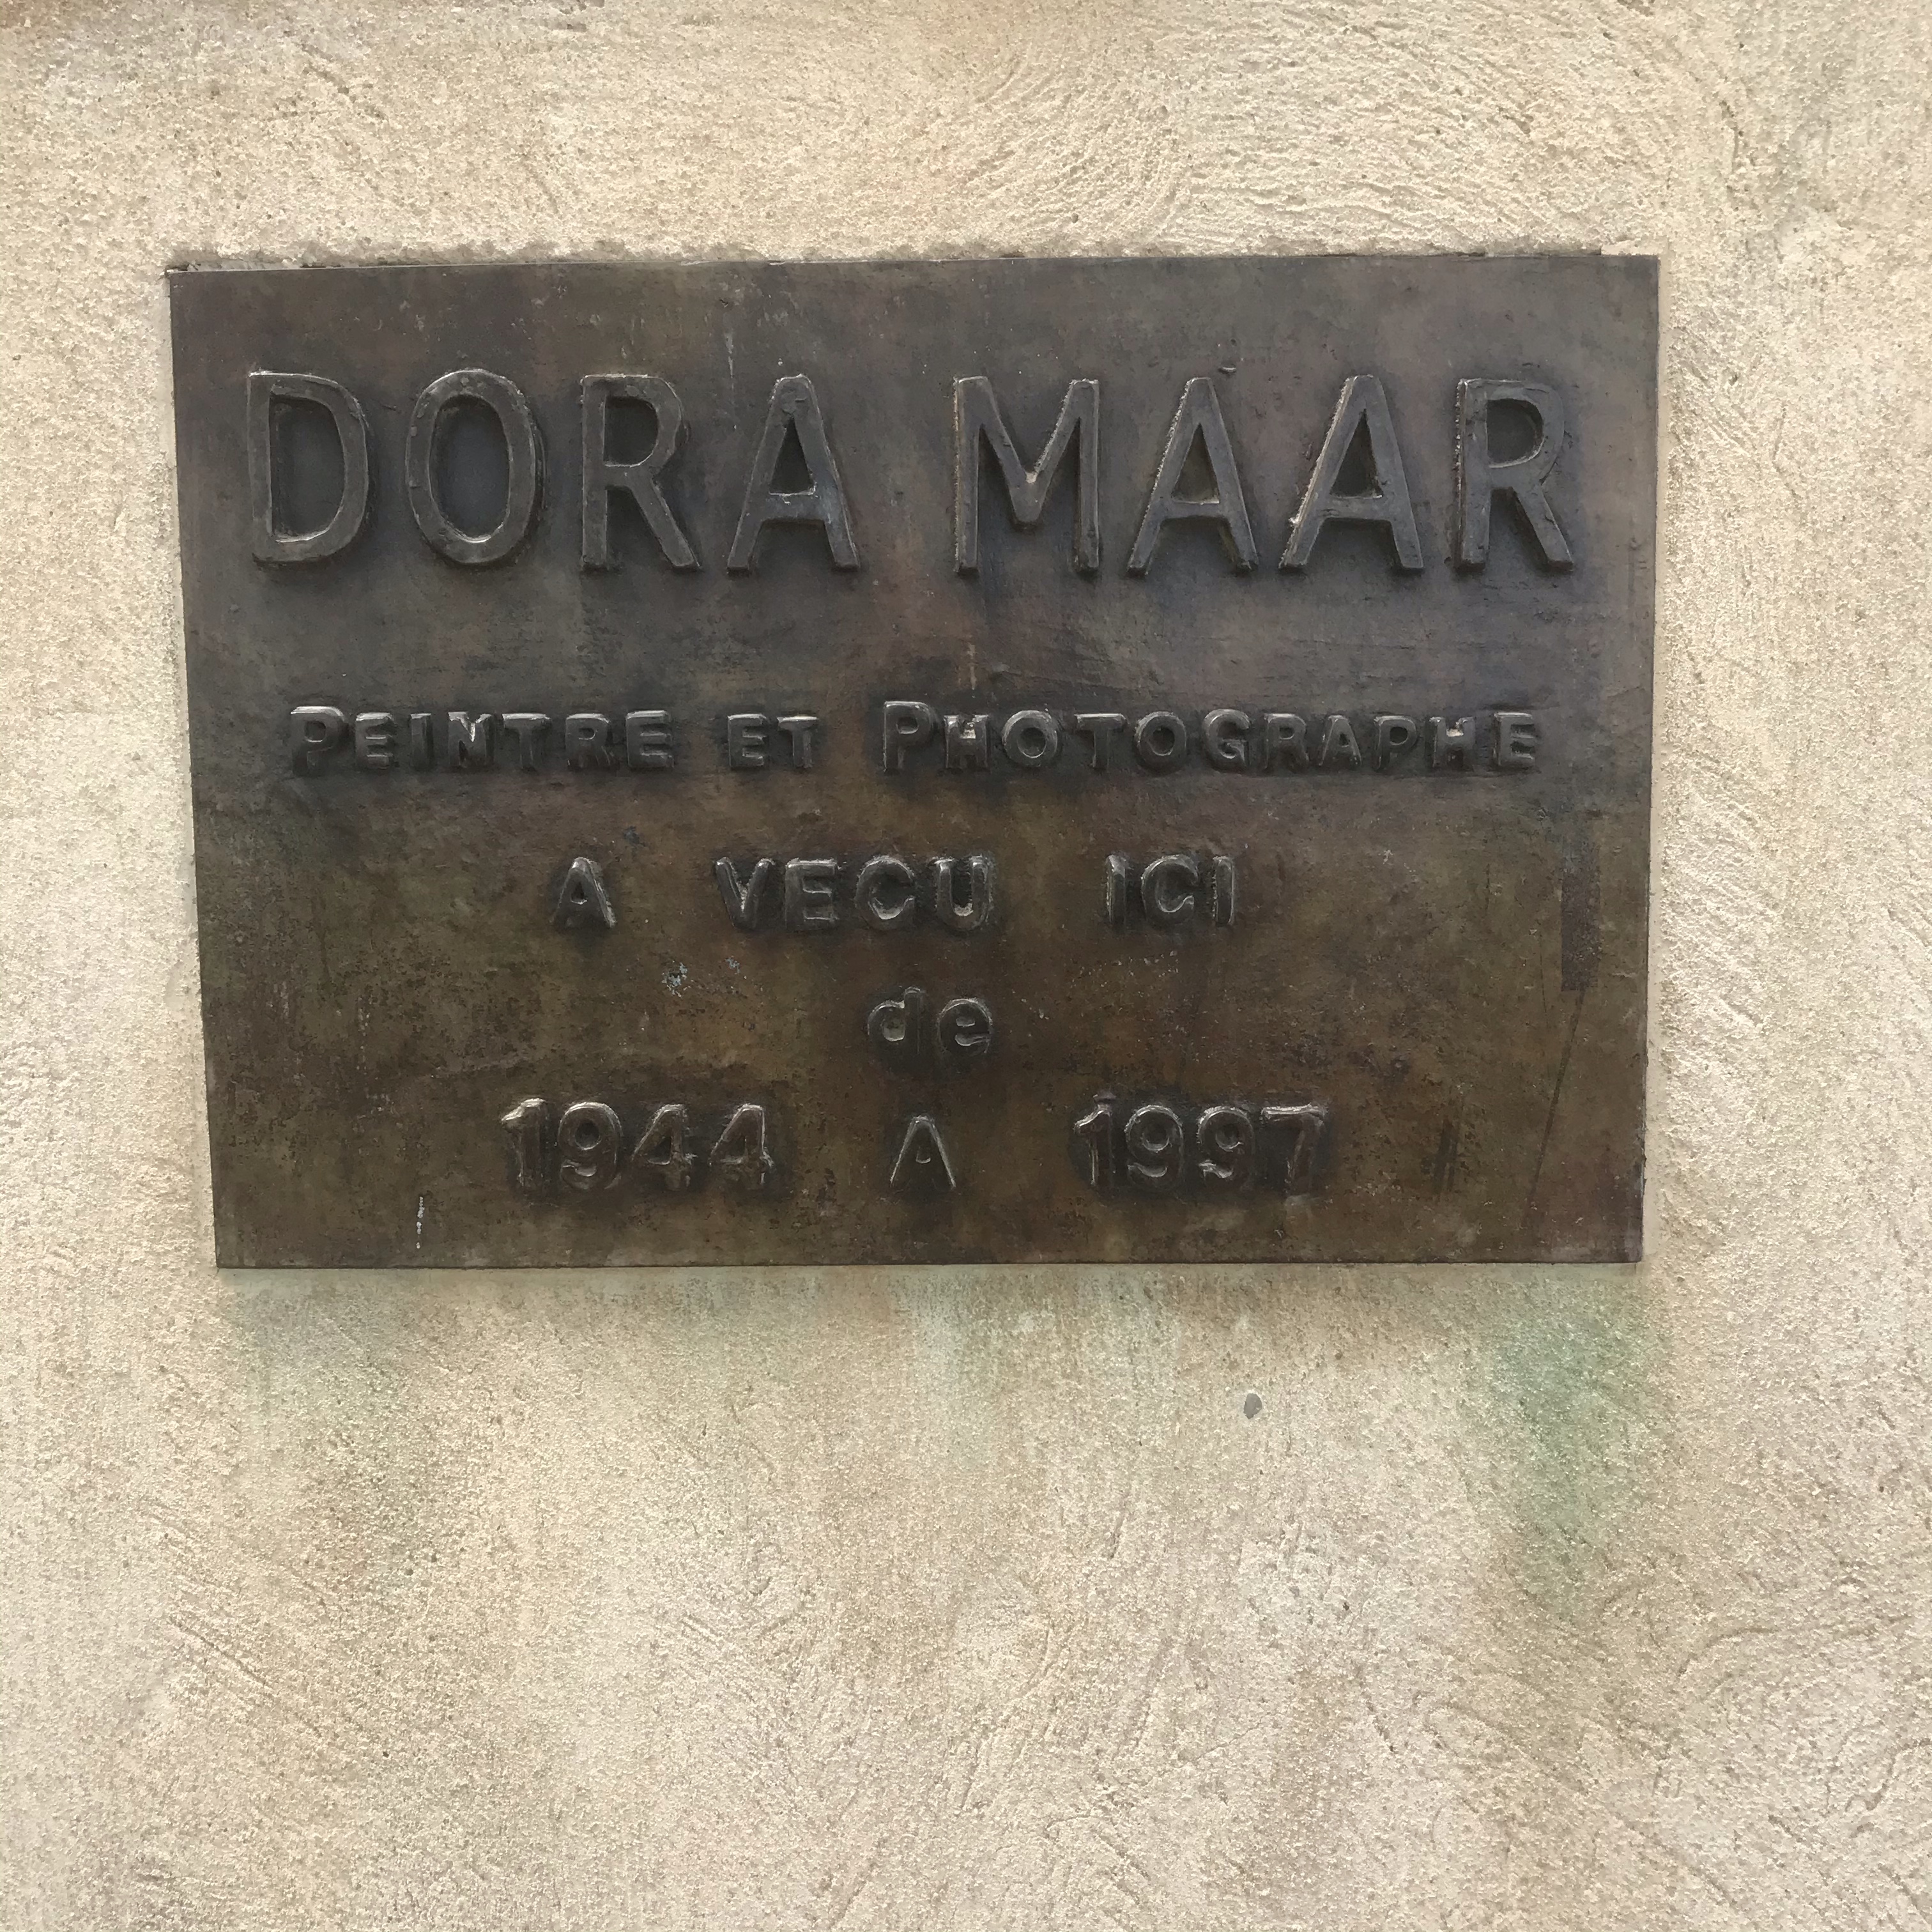 DORA MAAR
PEINTRE ET PHOTOGRAPHE
A VECU ICI
de
1944 A 1997